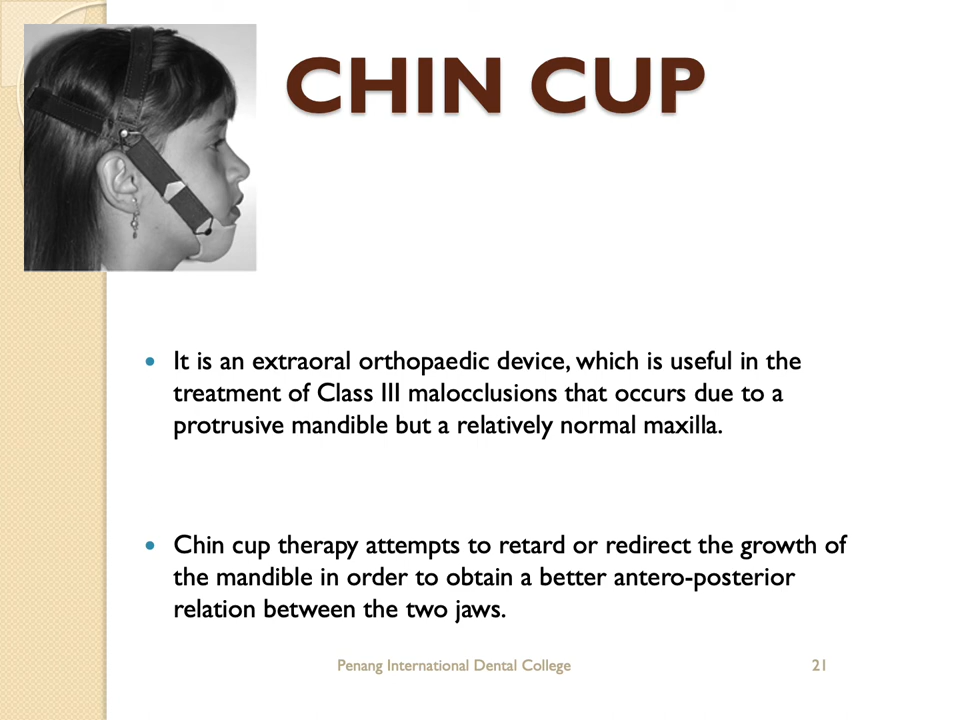 CHIN CUP
• It is an extraoral orthopaedic device, which is useful in the
treatment of Class III malocclusions that occurs due to a
protrusive mandible but a relatively normal maxilla.
• Chin cup therapy attempts to retard or redirect the growth of
the mandible in order to obtain a better antero-posterior
relation between the two jaws.
Penang International Dental College 21